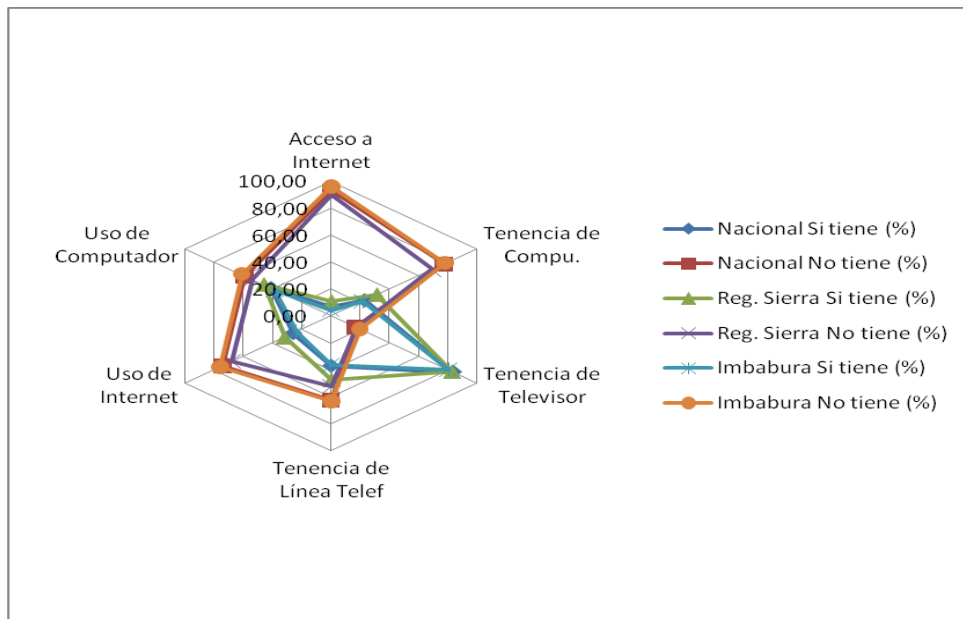 Acceso a
Internet
100,00
80,00
60,00
40,00
20,00
0,00
Tenencia de
Compu.
Tenencia de
Televisor
Tenencia de
Línea Telef
Uso de
Internet
Uso de
Computador
Nacional Si tiene (%)
Nacional No tiene (%)
Reg. Sierra Si tiene (%)
Reg. Sierra No tiene (%)
Imbabura Si tiene (%)
Imbabura No tiene (%)